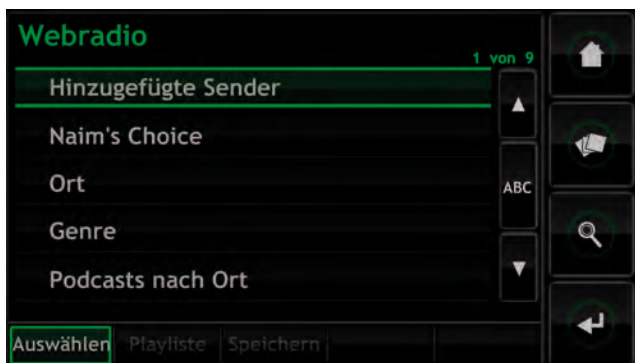 Webradio
1 von 9
Hinzugefügte Sender
Naim's Choice
Ort
ABC
Genre
Podcasts nach Ort
Auswählen Playliste Speichern